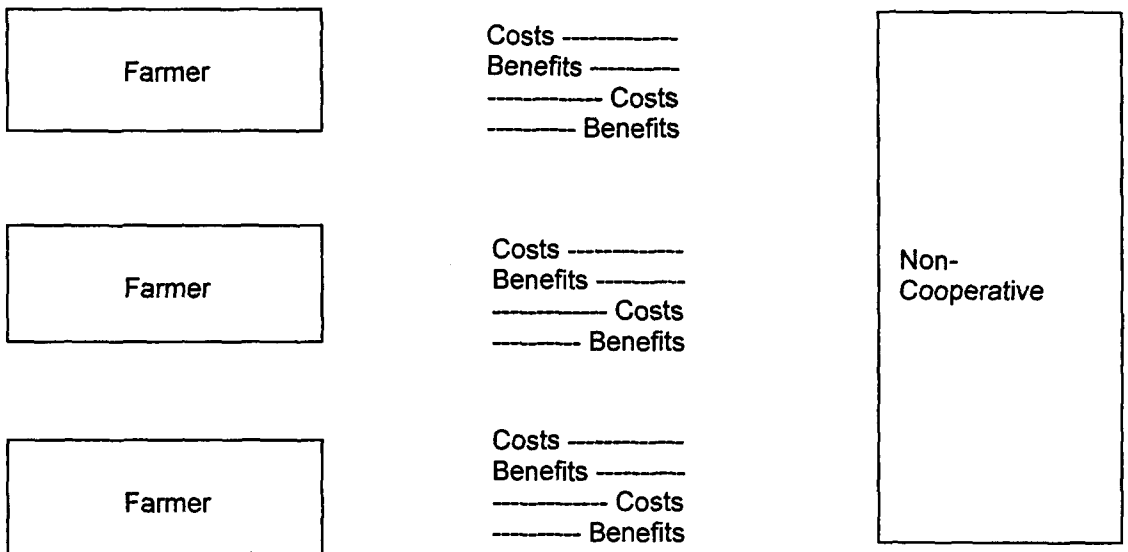 Farmer
Costs ------------
Benefits ---------
------------ Costs
--------- Benefits
Farmer
Costs ------------
Benefits ---------
------------ Costs
--------- Benefits
Non-
Cooperative
Farmer
Costs ------------
Benefits ---------
------------ Costs
--------- Benefits